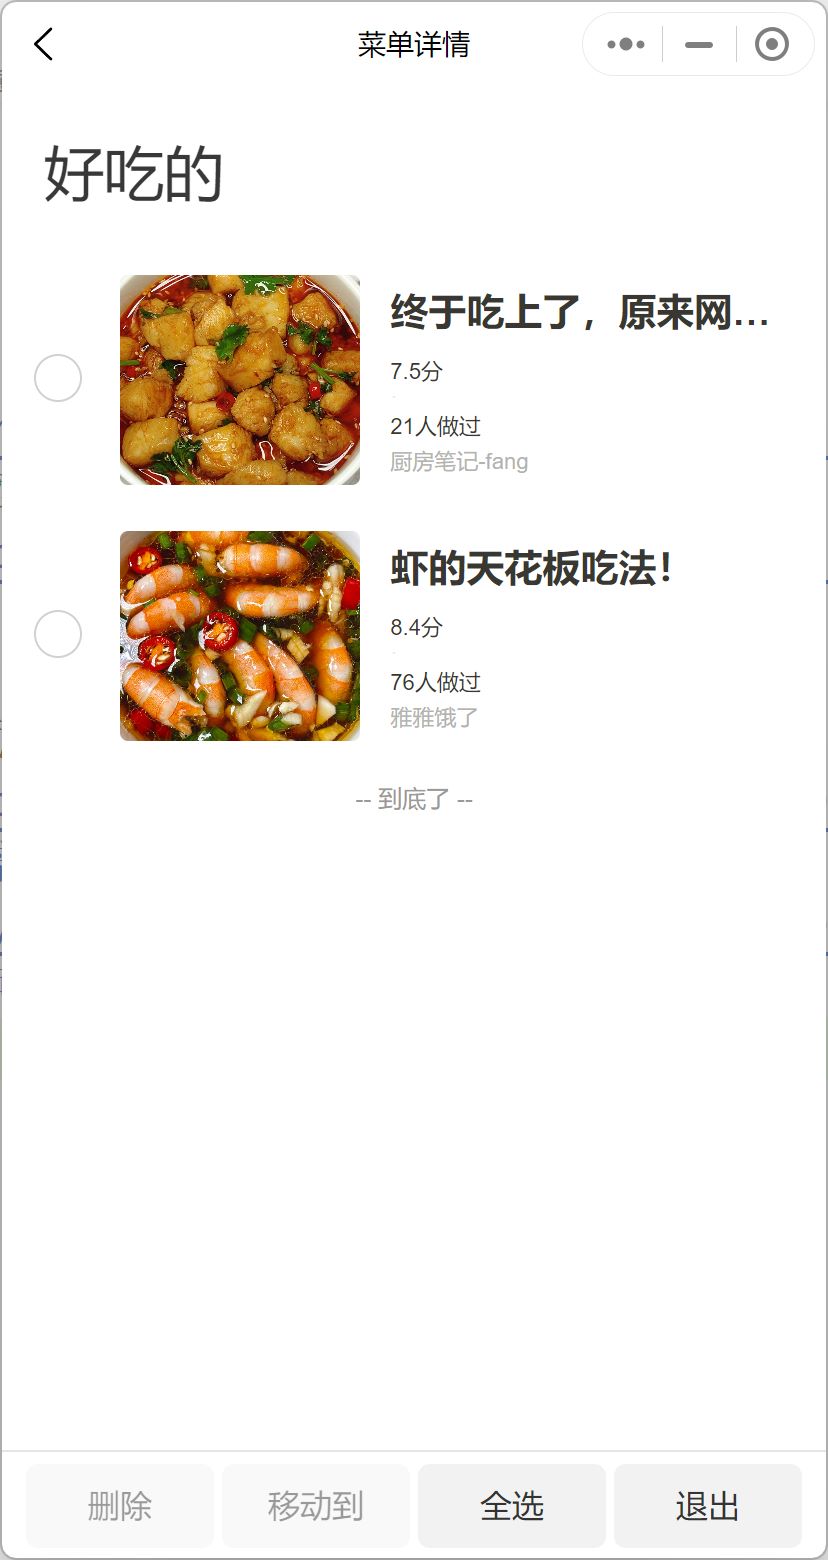 菜单详情
好吃的
终于吃上了，原来网...
7.5分
21人做过
厨房笔记-fang
虾的天花板吃法！
8.4分
76人做过
雅雅饿了
-- 到底了 --
删除
移动到
全选
退出